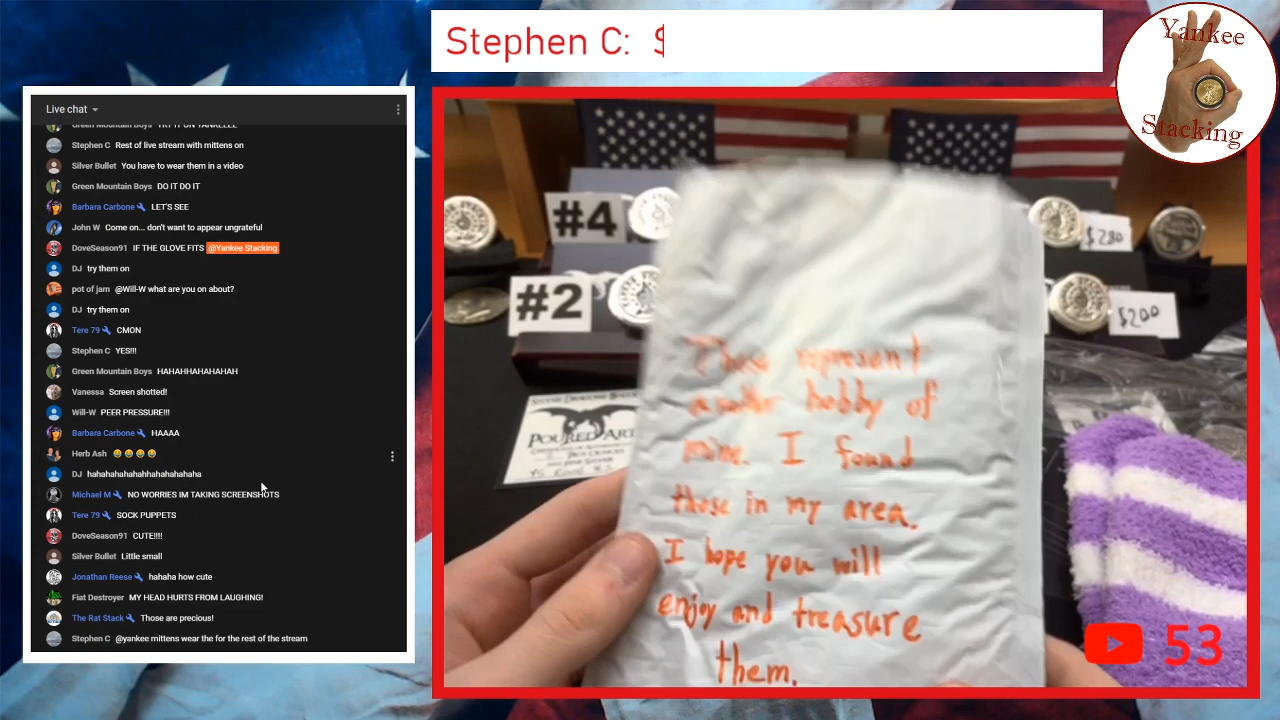 Stephen C: $
Yankee
Stacking
Live chat
Green Mountain Boys TRY IT ON YANKEEEE
Stephen C Rest of live stream with mittens on
Silver Bullet You have to wear them in a video
Green Mountain Boys DO IT DO IT
Barbara Carbone LET'S SEE
John W Come on... don't want to appear ungrateful
DoveSeason91 IF THE GLOVE FITS @Yankee Stacking
DJ try them on
pot of jam @Will-W what are you on about?
DJ try them on
Tere 79 CMON
Stephen C YES!!!
Green Mountain Boys HAHAHHAHAHAHAH
Vanessa Screen shotted!
Will-W PEER PRESSURE!!!
Barbara Carbone HAAAA
Herb Ash
DJ hahahahahahhahahahahaha
Michael M NO WORRIES IM TAKING SCREENSHOTS
Tere 79 SOCK PUPPETS
DoveSeason91 CUTE!!!!
Silver Bullet Little small
Jonathan Reese hahaha how cute
Fiat Destroyer MY HEAD HURTS FROM LAUGHING!
The Rat Stack Those are precious!
Stephen C @yankee mittens wear the for the rest of the stream
#4
#2
$280
$200
POURED ART
These represent
another hobby of
mine. I found
these in my area.
I hope you will
enjoy and treasure
them.
53